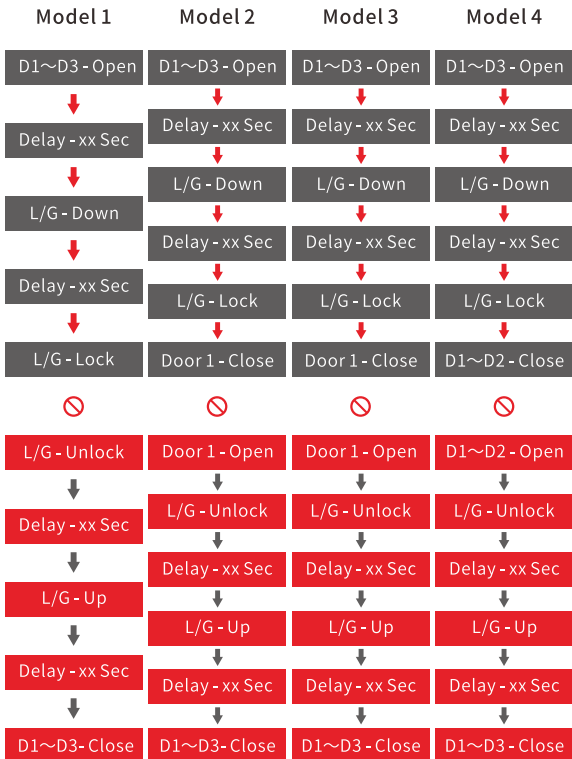 Model 1 Model 2 Model 3 Model 4
D1～D3 - Open D1～D3 - Open D1～D3 - Open D1～D3 - Open
Delay - xx Sec Delay - xx Sec Delay - xx Sec Delay - xx Sec
L/G - Down L/G - Down L/G - Down L/G - Down
Delay - xx Sec Delay - xx Sec Delay - xx Sec Delay - xx Sec
L/G - Lock L/G - Lock L/G - Lock L/G - Lock
Door 1 - Close Door 1 - Close D1～D2 - Close
L/G - Unlock Door 1 - Open Door 1 - Open D1～D2 - Open
Delay - xx Sec L/G - Unlock L/G - Unlock L/G - Unlock
L/G - Up Delay - xx Sec Delay - xx Sec Delay - xx Sec
Delay - xx Sec L/G - Up L/G - Up L/G - Up
Delay - xx Sec Delay - xx Sec Delay - xx Sec
D1～D3 - Close D1～D3 - Close D1～D3 - Close D1～D3 - Close